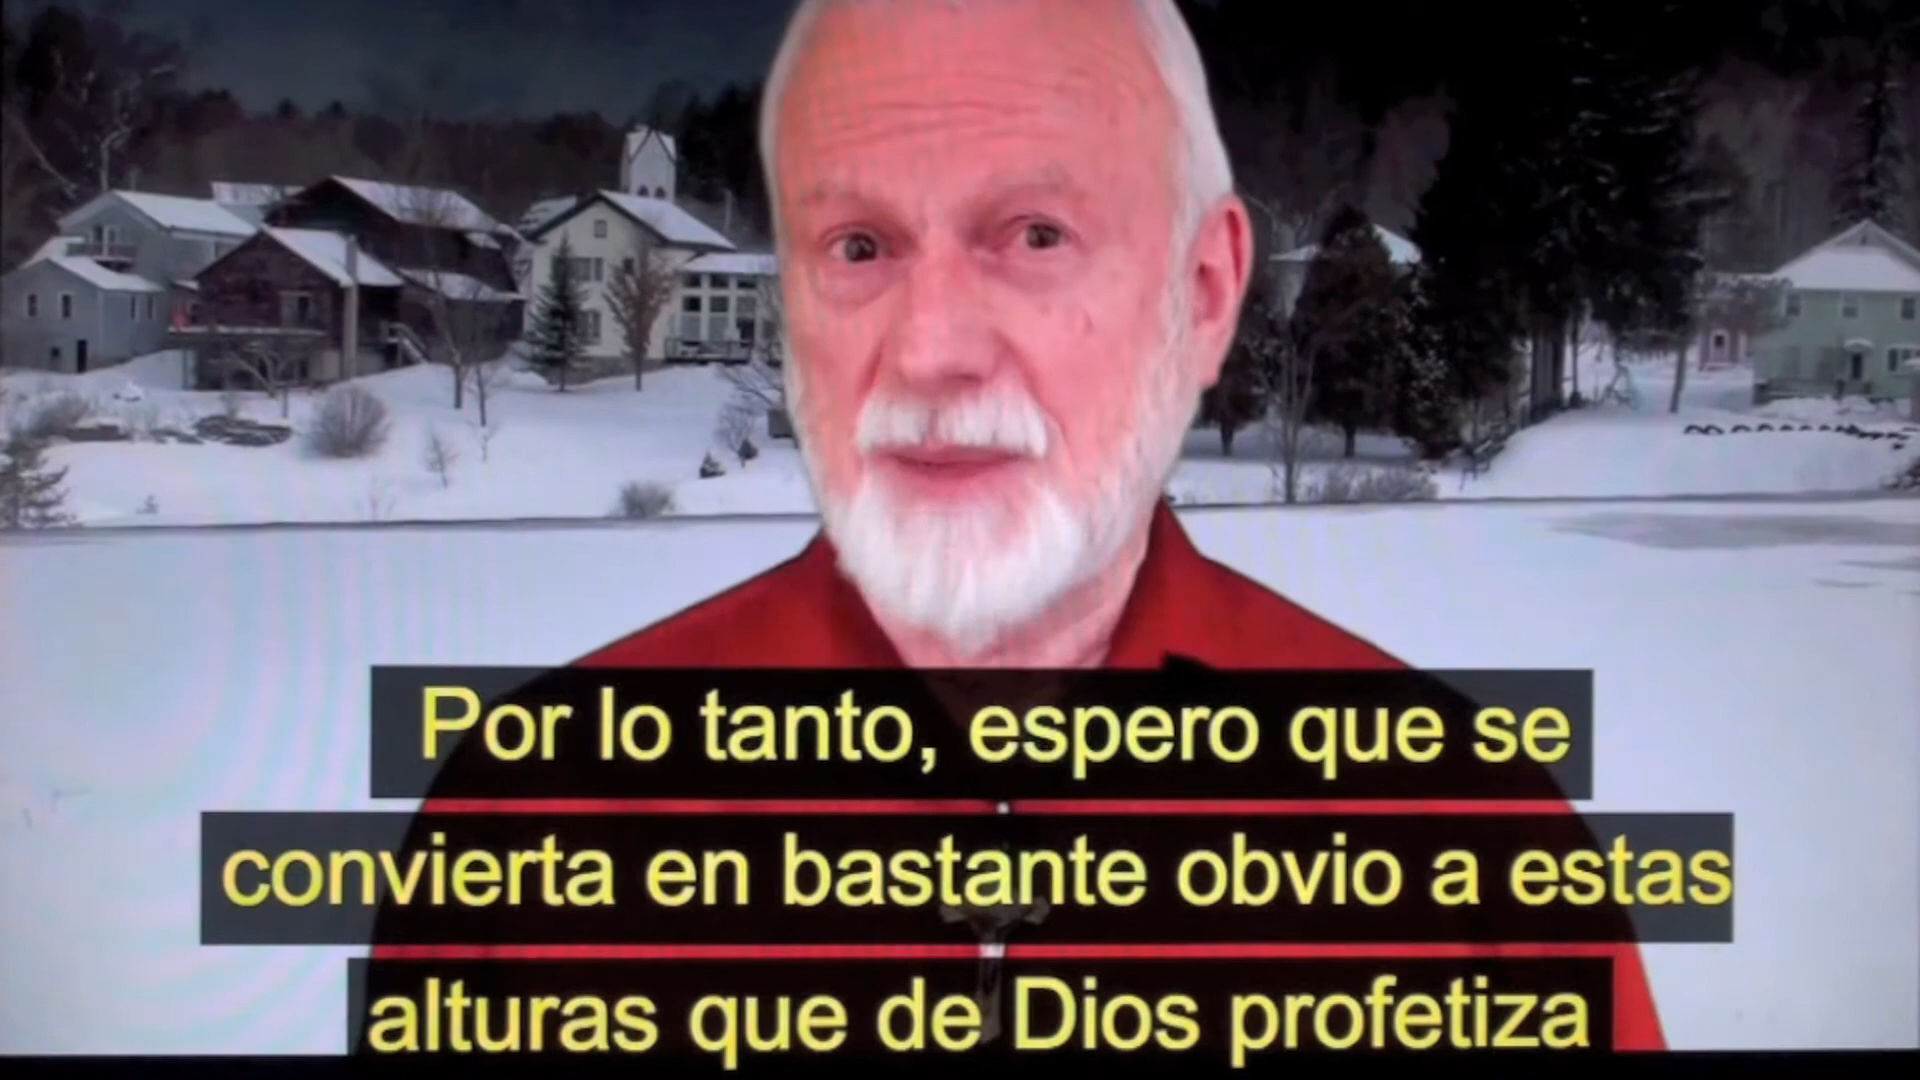 Por lo tanto, espero que se
convierta en bastante obvio a estas
alturas que de Dios profetiza